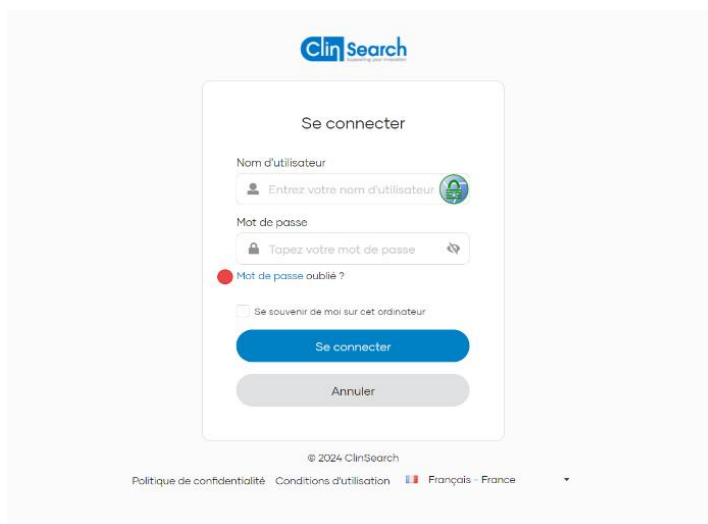 Clin Search
Supporting your innovation
Se connecter
Nom d'utilisateur
Entrez votre nom d'utilisateur
Mot de passe
Tapez votre mot de passe
Mot de passe oublié ?
Se souvenir de moi sur cet ordinateur
Se connecter
Annuler
© 2024 ClinSearch
Politique de confidentialité Conditions d'utilisation Français - France